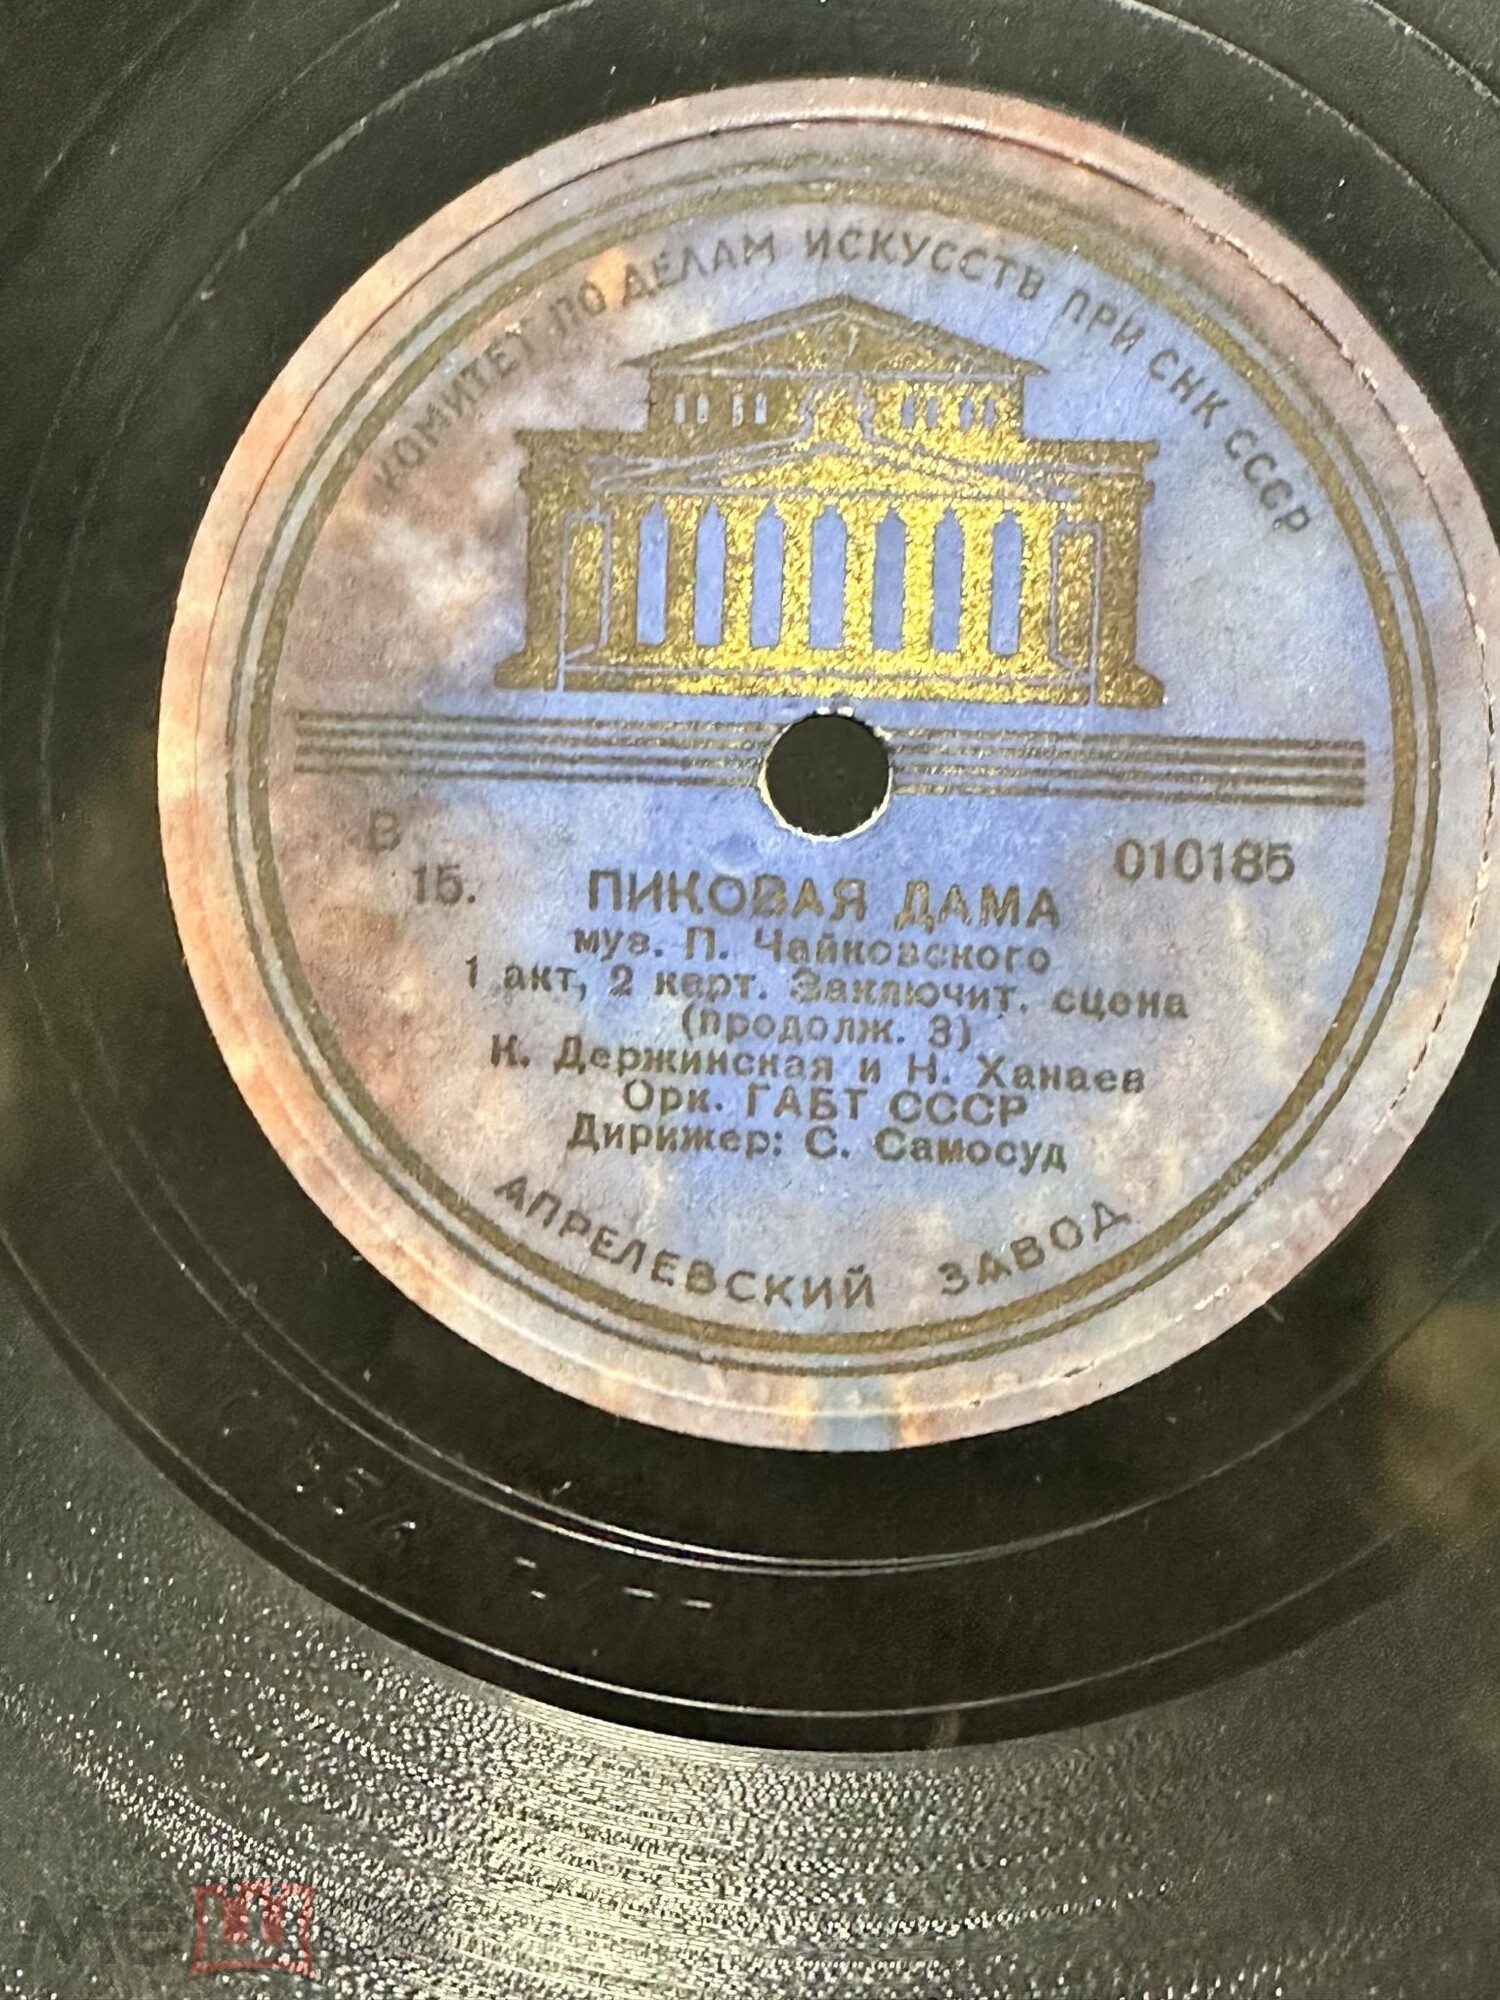 КОМИТЕТ ПО ДЕЛАМ ИСКУССТВ ПРИ СНК СССР
В
010185
15. ПИКОВАЯ ДАМА
муз. П. Чайковского
1 акт, 2 карт. Заключит. сцена
(продолж. 3)
К. Держинская и Н. Ханаев
Орк. ГАБТ СССР
Дирижер: С. Самосуд
АПРЕЛЕВСКИЙ ЗАВОД